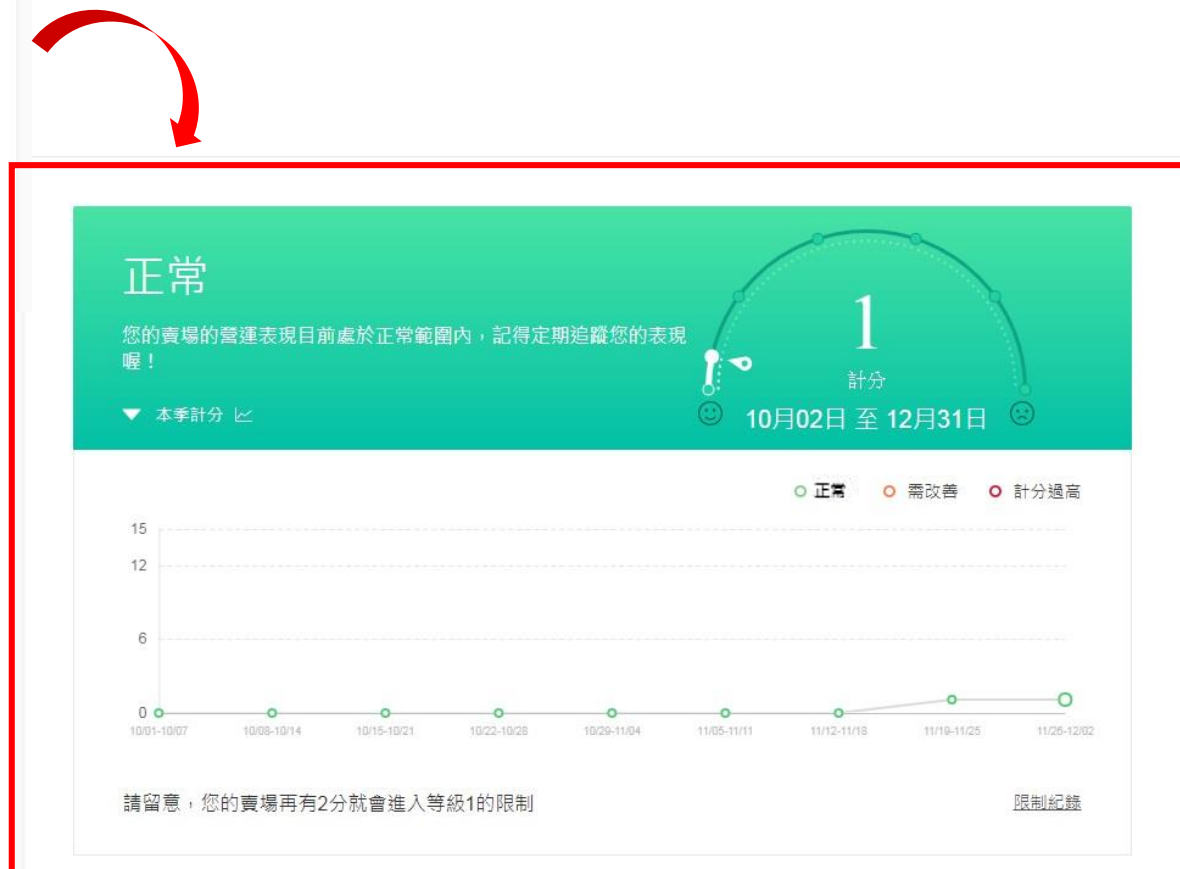 正常
您的賣場的營運表現目前處於正常範圍內，記得定期追蹤您的表現
喔！
本季計分
1
計分
10月02日 至 12月31日
正常 需改善 計分過高
15
12
6
0
10/01-10/07 10/08-10/14 10/15-10/21 10/22-10/28 10/29-11/04 11/05-11/11 11/12-11/18 11/19-11/25 11/26-12/02
請留意，您的賣場再有2分就會進入等級1的限制 限制紀錄